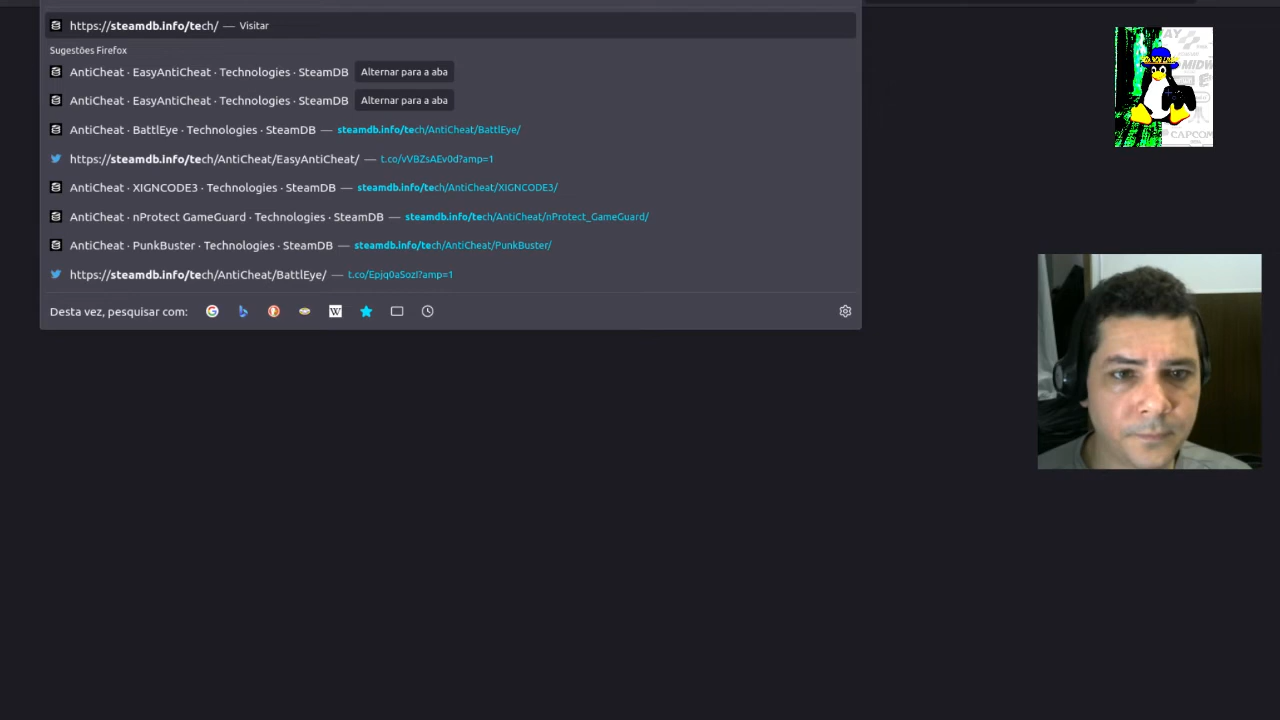 https://steamdb.info/tech/ — Visitar
Sugestões Firefox
AntiCheat · EasyAntiCheat · Technologies · SteamDB Alternar para a aba
AntiCheat · EasyAntiCheat · Technologies · SteamDB Alternar para a aba
AntiCheat · BattlEye · Technologies · SteamDB — steamdb.info/tech/AntiCheat/BattlEye/
https://steamdb.info/tech/AntiCheat/EasyAntiCheat/ — t.co/vVBZsAEv0d?amp=1
AntiCheat · XIGNCODE3 · Technologies · SteamDB — steamdb.info/tech/AntiCheat/XIGNCODE3/
AntiCheat · nProtect GameGuard · Technologies · SteamDB — steamdb.info/tech/AntiCheat/nProtect_GameGuard/
AntiCheat · PunkBuster · Technologies · SteamDB — steamdb.info/tech/AntiCheat/PunkBuster/
https://steamdb.info/tech/AntiCheat/BattlEye/ — t.co/Epjq0aSozI?amp=1
Desta vez, pesquisar com:
W
MIDW
CAPCOM